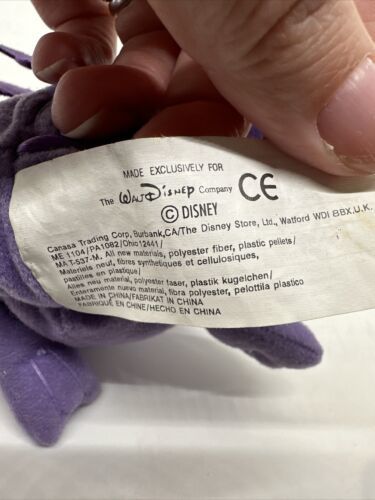 MADE EXCLUSIVELY FOR
The Walt Disney Company CE
© DISNEY
Canasa Trading Corp, Burbank,CA/The Disney Store, Ltd., Watford WDI 8BX.U.K.
ME 1104/PA1082/Ohio12441/
MA T-537-M. All new materials, polyester fiber, plastic pellets/
Materiels neuf, fibres synthetiques et cellulosiques,
pastilles en plastique/
Alles neu material, polyester faser, plastik kugelchen/
Enteramente nuevo material, fibra polyester, pelottila plastico
MADE IN CHINA/FABRIKAT IN CHINA
FABRIQUÉ EN CHINE/HECHO EN CHINA